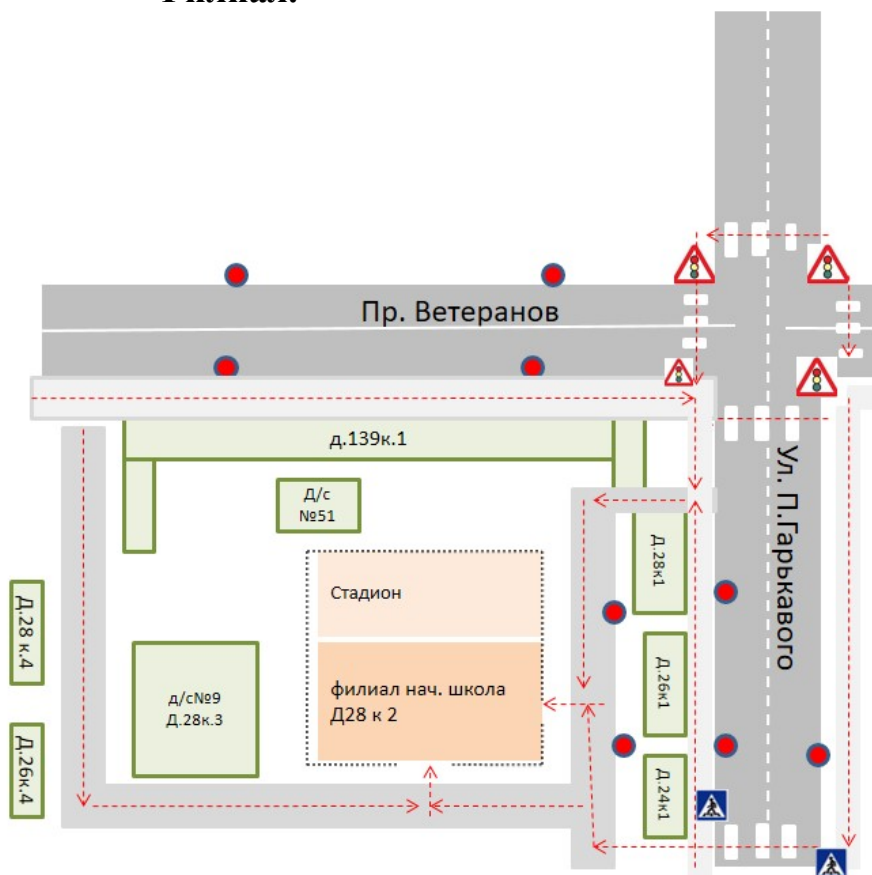 Филиал.
Пр. Ветеранов
д.139к.1
Д/с
№51
Ул. П.Гарькавого
Д.28к1
Стадион
Д.28 к.4
филиал нач. школа
Д28 к 2
д/с№9
Д.28к.3
Д.26к1
Д.26к.4
Д.24к1